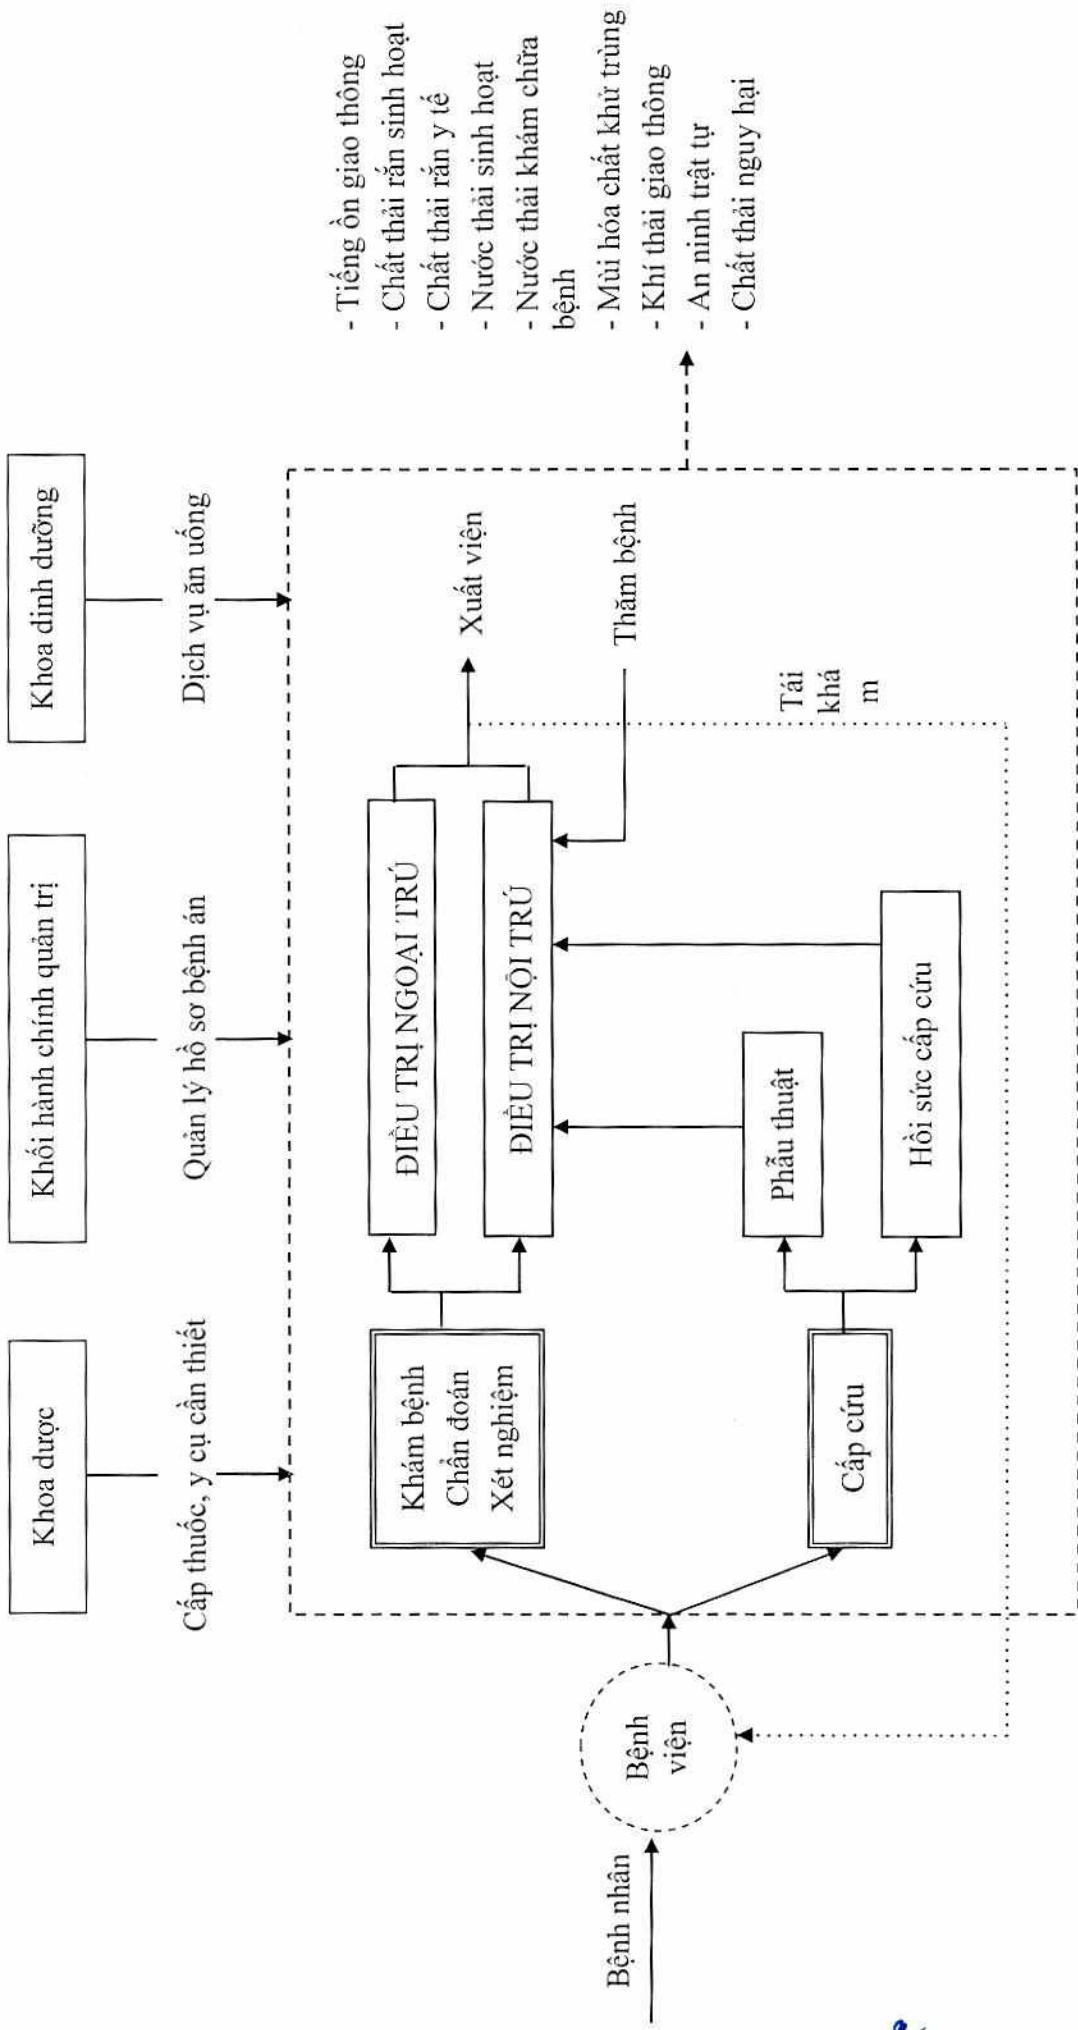 Khoa dược
Khối hành chính quản trị
Khoa dinh dưỡng
Cấp thuốc, y cụ cần thiết
Quản lý hồ sơ bệnh án
Dịch vụ ăn uống
Bệnh nhân
Bệnh
viện
Khám bệnh
Chẩn đoán
Xét nghiệm
Cấp cứu
ĐIỀU TRỊ NGOẠI TRÚ
ĐIỀU TRỊ NỘI TRÚ
Phẫu thuật
Hồi sức cấp cứu
Xuất viện
Thăm bệnh
Tái
khá
m
- Tiếng ồn giao thông
- Chất thải rắn sinh hoạt
- Chất thải rắn y tế
- Nước thải sinh hoạt
- Nước thải khám chữa
bệnh
- Mùi hóa chất khử trùng
- Khí thải giao thông
- An ninh trật tự
- Chất thải nguy hại